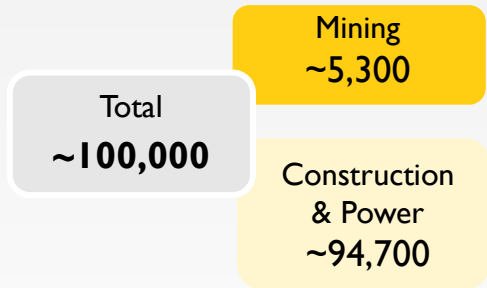 Mining
~5,300
Total
~100,000
Construction
& Power
~94,700